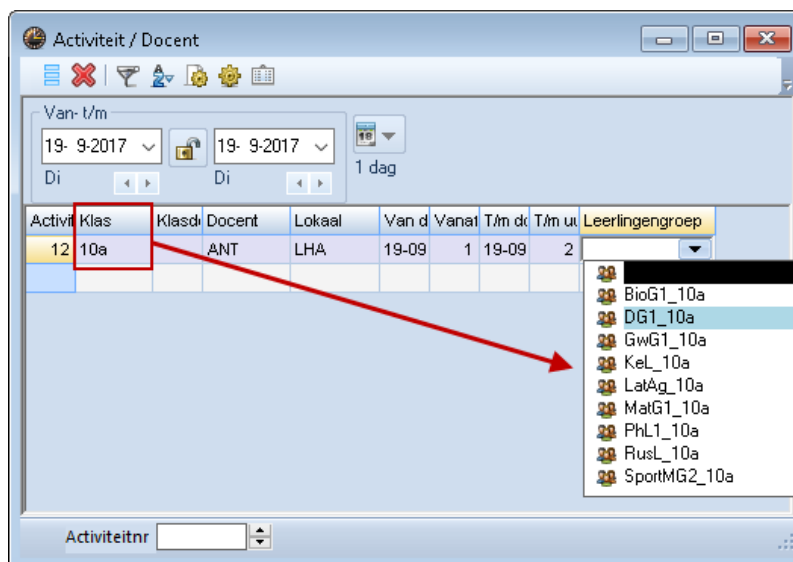 Activiteit / Docent
Van- t/m
19- 9-2017 19- 9-2017
Di Di 1 dag
Activit Klas Klasd Docent Lokaal Van d Vanaf T/m do T/m uu Leerlingengroep
12 10a ANT LHA 19-09 1 19-09 2
BioG1_10a
DG1_10a
GwG1_10a
KeL_10a
LatAg_10a
MatG1_10a
PhL1_10a
RusL_10a
SportMG2_10a
Activiteitnr